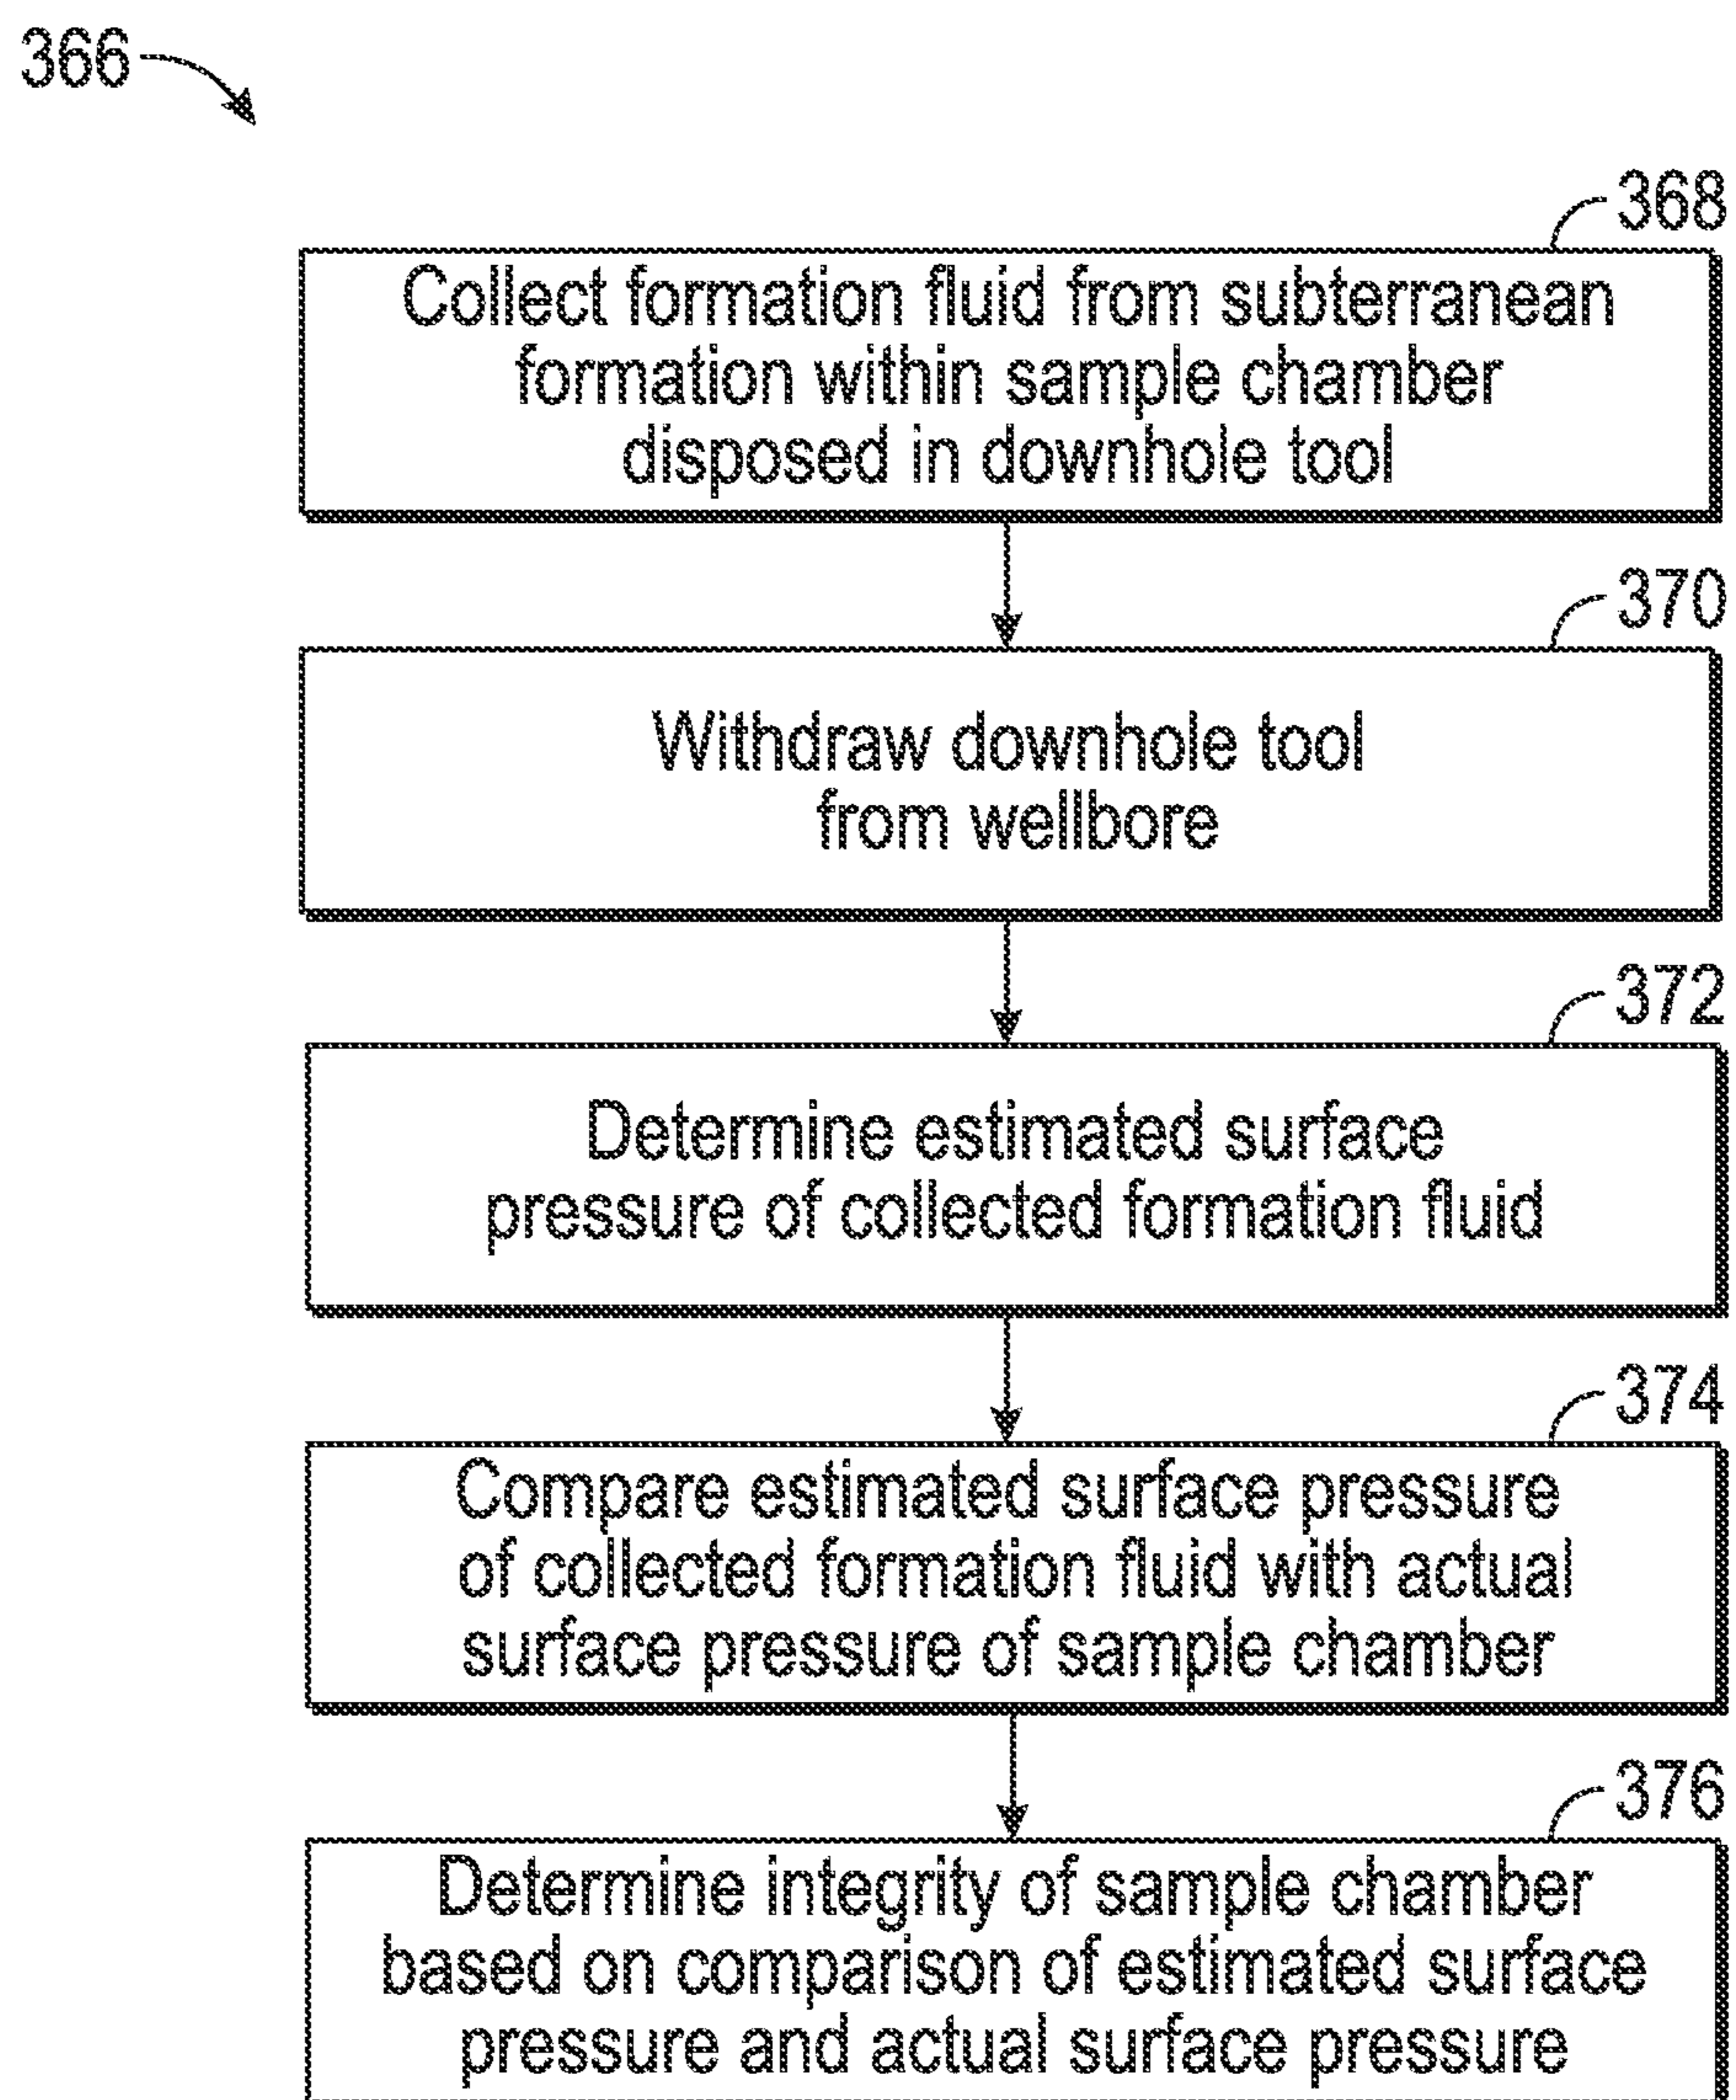 366
368
Collect formation fluid from subterranean
formation within sample chamber
disposed in downhole tool
370
Withdraw downhole tool
from wellbore
372
Determine estimated surface
pressure of collected formation fluid
374
Compare estimated surface pressure
of collected formation fluid with actual
surface pressure of sample chamber
376
Determine integrity of sample chamber
based on comparison of estimated surface
pressure and actual surface pressure